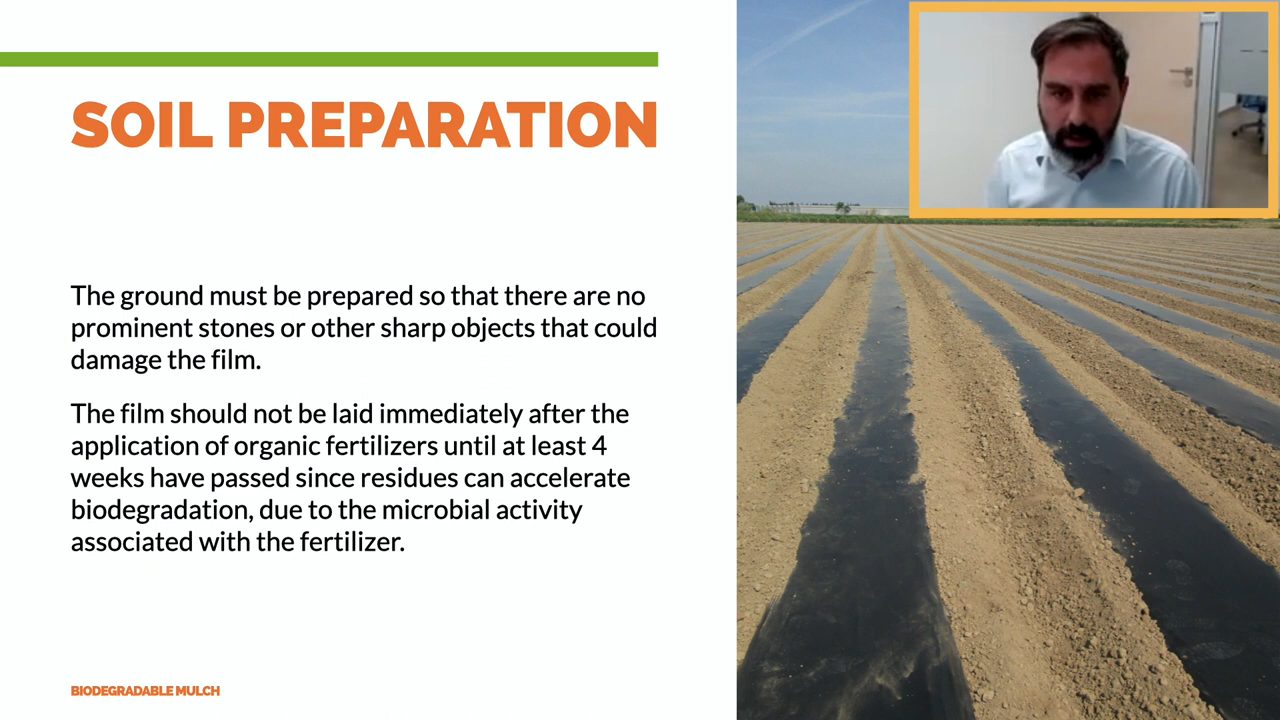 SOIL PREPARATION
The ground must be prepared so that there are no
prominent stones or other sharp objects that could
damage the film.
The film should not be laid immediately after the
application of organic fertilizers until at least 4
weeks have passed since residues can accelerate
biodegradation, due to the microbial activity
associated with the fertilizer.
BIODEGRADABLE MULCH